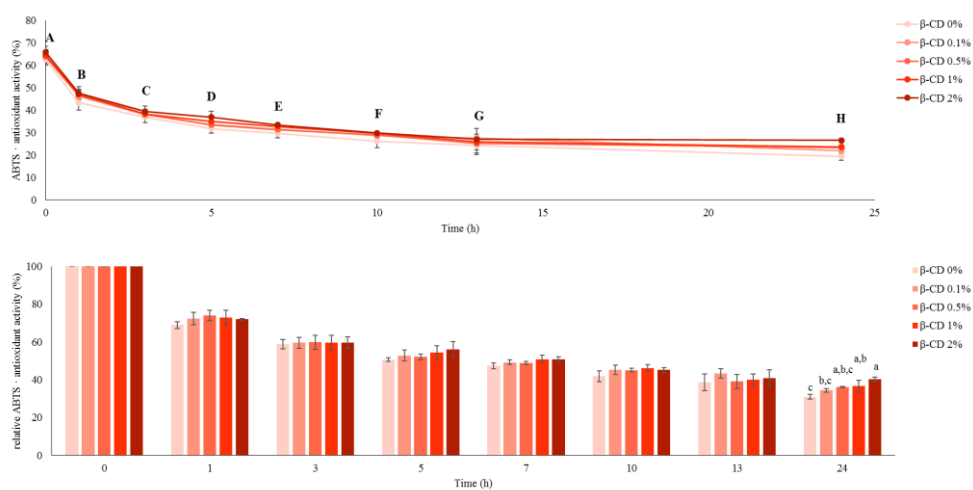 ABTS · antioxidant activity (%)
80
70
60
50
40
30
20
10
0
A
B
C
D
E
F
G
H
0
5
10
15
20
25
Time (h)
β-CD 0%
β-CD 0.1%
β-CD 0.5%
β-CD 1%
β-CD 2%
relative ABTS · antioxidant activity (%)
100
80
60
40
20
0
c
b,c
a,b,c
a,b
a
0
1
3
5
7
10
13
24
Time (h)
β-CD 0%
β-CD 0.1%
β-CD 0.5%
β-CD 1%
β-CD 2%